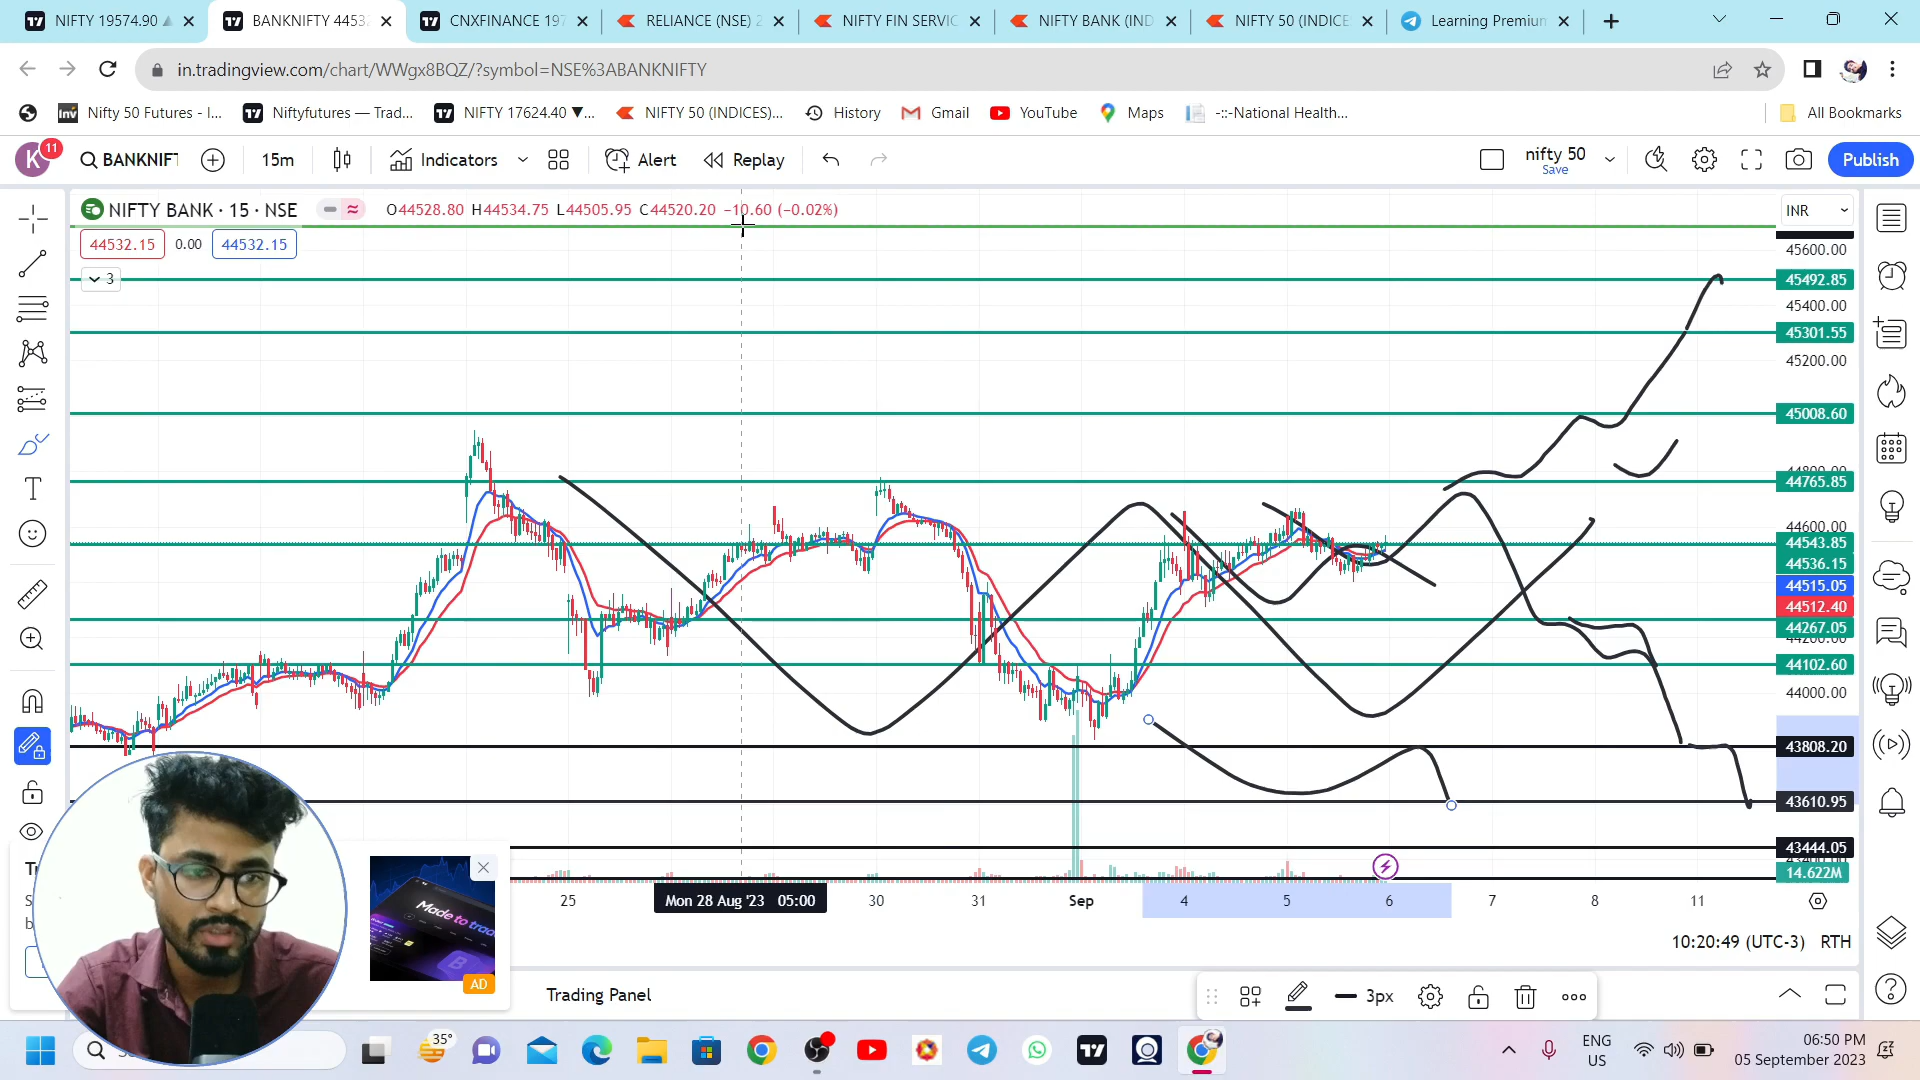 NIFTY 19574.90
BANKNIFTY 4453
CNXFINANCE 197
RELIANCE (NSE) 2
NIFTY FIN SERVIC
NIFTY BANK (IND
NIFTY 50 (INDICE
Learning Premium
in.tradingview.com/chart/WWgx8BQZ/?symbol=NSE%3ABANKNIFTY
Nifty 50 Futures - I...
Niftyfutures — Trad...
NIFTY 17624.40 ▼...
NIFTY 50 (INDICES)...
History
Gmail
YouTube
Maps
-::-National Health...
All Bookmarks
K 11
BANKNIFT
15m
Indicators
Alert
Replay
nifty 50
Save
Publish
NIFTY BANK · 15 · NSE
O44528.80 H44534.75 L44505.95 C44520.20 −10.60 (−0.02%)
INR
44532.15 0.00 44532.15
3
45600.00
45492.85
45400.00
45301.55
45200.00
45008.60
44765.85
44600.00
44543.85
44536.15
44515.05
44512.40
44267.05
44102.60
44000.00
43808.20
43610.95
43444.05
14.622M
25
Mon 28 Aug '23 05:00
30
31
Sep
4
5
6
7
8
11
10:20:49 (UTC-3) RTH
Made to trad
AD
Trading Panel
3px
35°
ENG
US
06:50 PM
05 September 2023